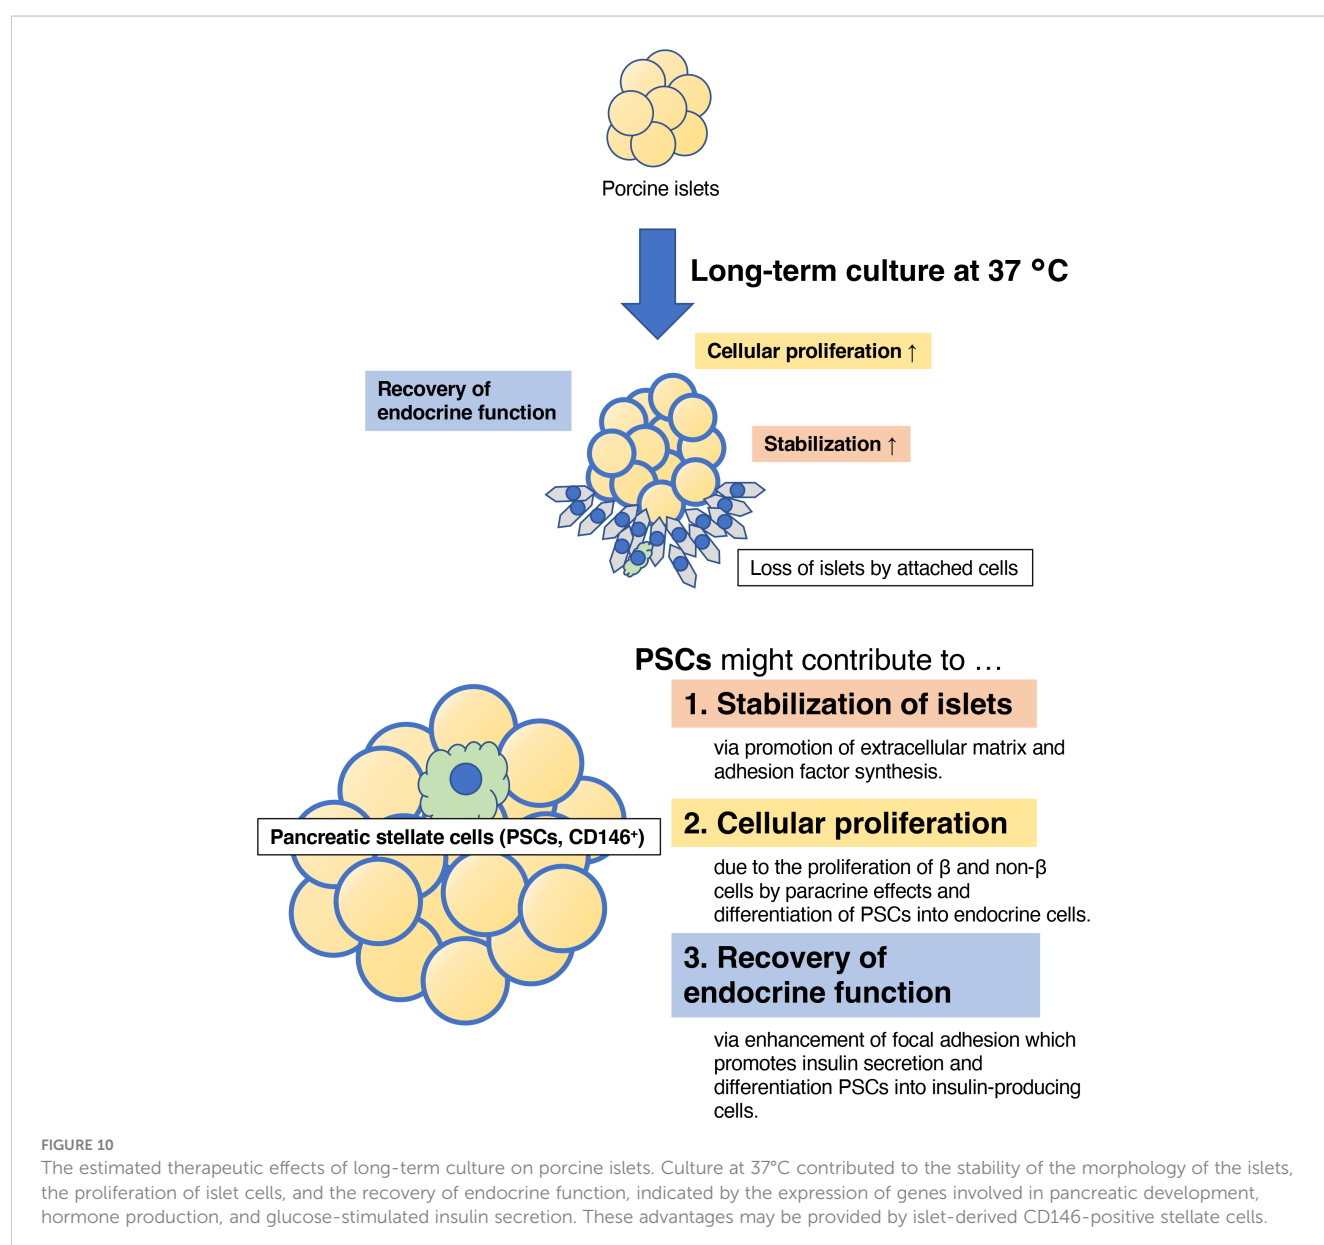 Porcine islets
Long-term culture at 37 °C
Cellular proliferation ↑
Recovery of
endocrine function
Stabilization ↑
Loss of islets by attached cells
PSCs might contribute to …
1. Stabilization of islets
via promotion of extracellular matrix and
adhesion factor synthesis.
Pancreatic stellate cells (PSCs, CD146⁺)
2. Cellular proliferation
due to the proliferation of β and non-β
cells by paracrine effects and
differentiation of PSCs into endocrine cells.
3. Recovery of
endocrine function
via enhancement of focal adhesion which
promotes insulin secretion and
differentiation PSCs into insulin-producing
cells.
FIGURE 10
The estimated therapeutic effects of long-term culture on porcine islets. Culture at 37°C contributed to the stability of the morphology of the islets,
the proliferation of islet cells, and the recovery of endocrine function, indicated by the expression of genes involved in pancreatic development,
hormone production, and glucose-stimulated insulin secretion. These advantages may be provided by islet-derived CD146-positive stellate cells.